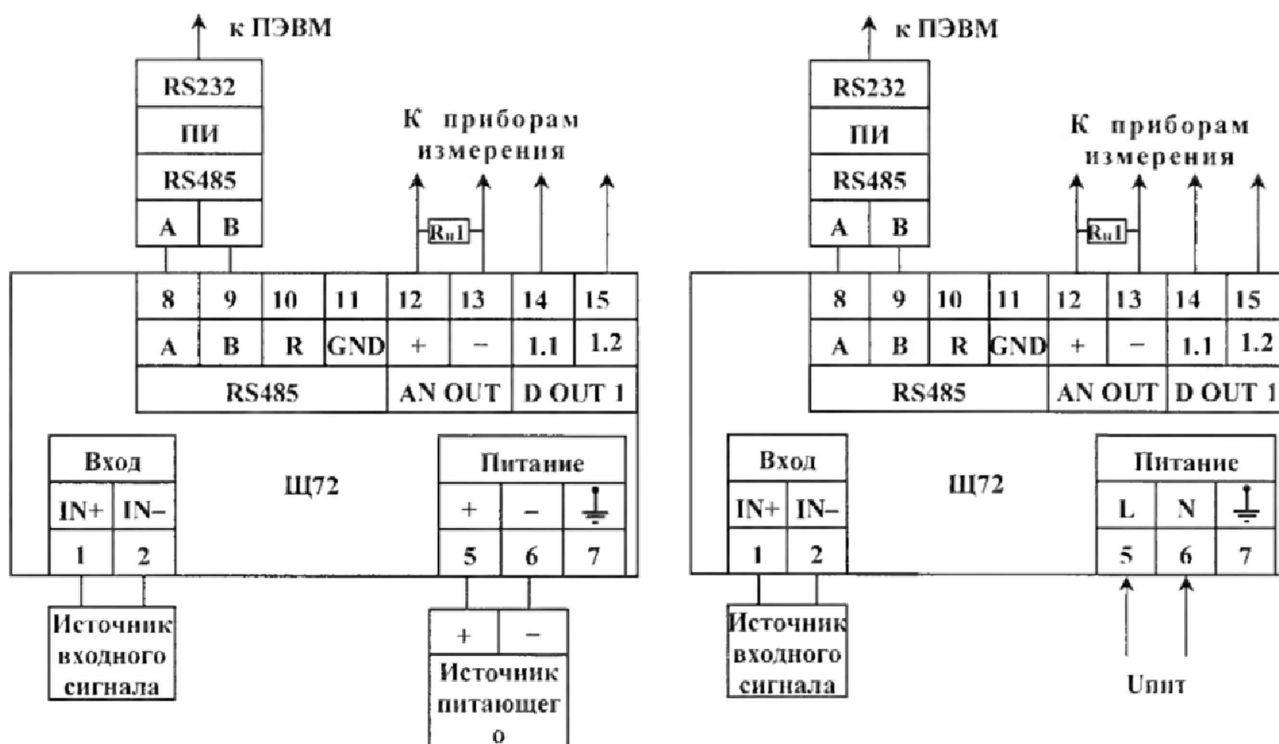 к ПЭВМ
RS232
ПИ
RS485
A B
К приборам
измерения
Rн1
8 9 10 11 12 13 14 15
A B R GND + − 1.1 1.2
RS485 AN OUT D OUT 1
Вход
IN+ IN−
1 2
Щ72
Питание
+ −
5 6 7
Источник
входного
сигнала
+ −
Источник
питающег
о
к ПЭВМ
RS232
ПИ
RS485
A B
К приборам
измерения
Rн1
8 9 10 11 12 13 14 15
A B R GND + − 1.1 1.2
RS485 AN OUT D OUT 1
Вход
IN+ IN−
1 2
Щ72
Питание
L N
5 6 7
Источник
входного
сигнала
Uпит